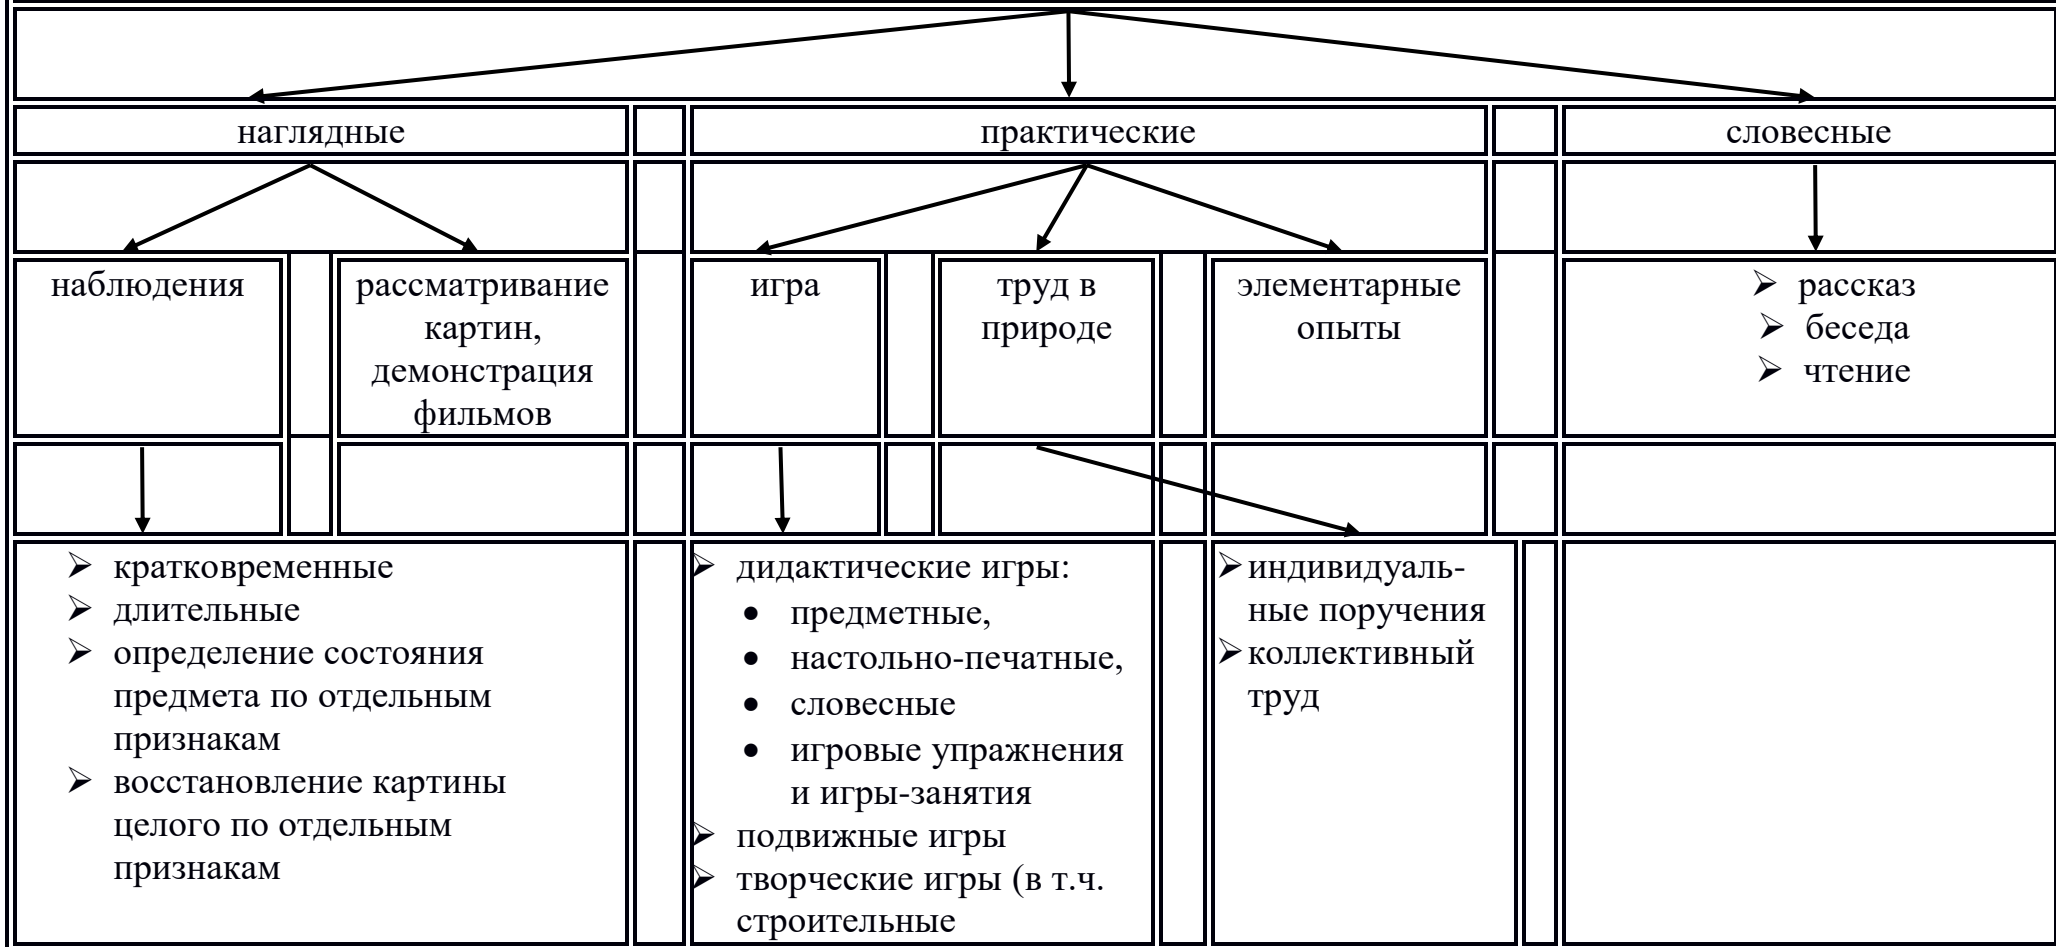 наглядные
практические
словесные
наблюдения
рассматривание
картин,
демонстрация
фильмов
игра
труд в
природе
элементарные
опыты
➢ рассказ
➢ беседа
➢ чтение
➢ кратковременные
➢ длительные
➢ определение состояния
предмета по отдельным
признакам
➢ восстановление картины
целого по отдельным
признакам
➢ дидактические игры:
• предметные,
• настольно-печатные,
• словесные
• игровые упражнения
и игры-занятия
➢ подвижные игры
➢ творческие игры (в т.ч.
строительные
➢ индивидуаль-
ные поручения
➢ коллективный
труд